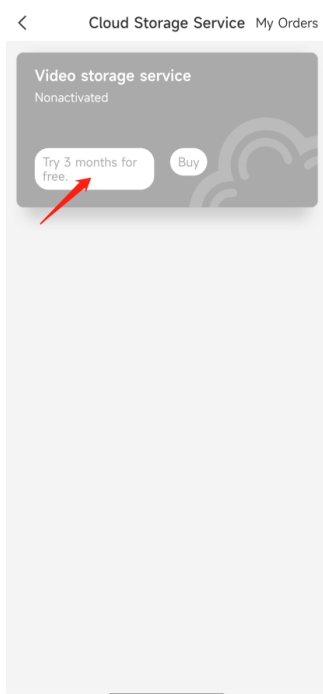 Cloud Storage Service My Orders
Video storage service
Nonactivated
Try 3 months for
free.
Buy